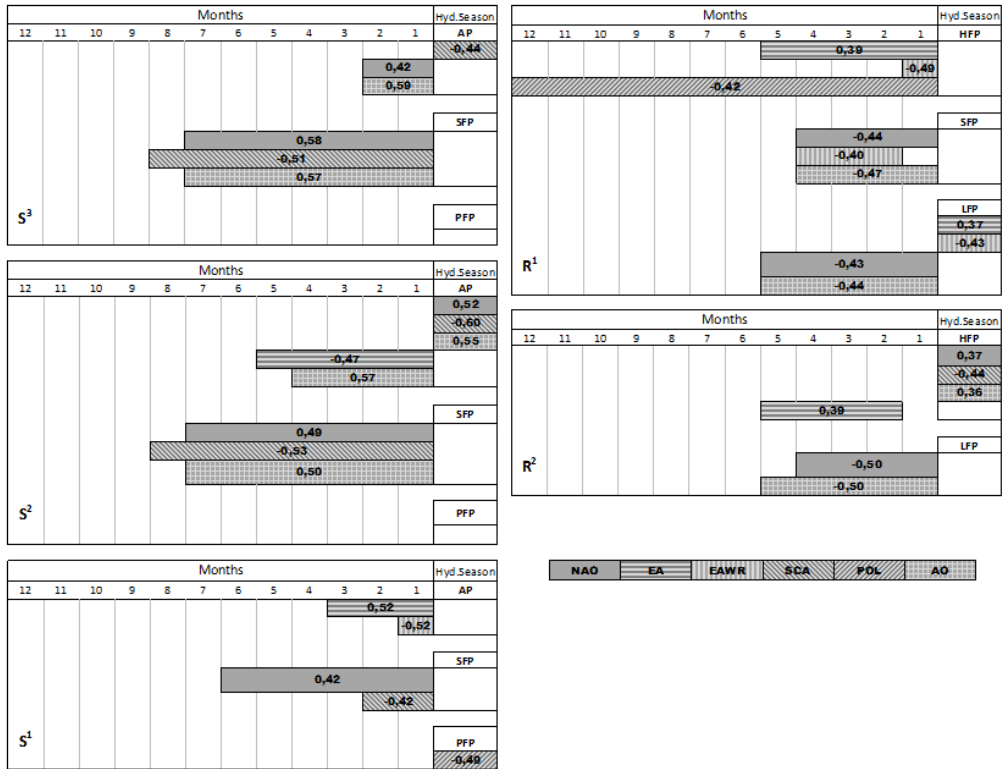 Months Hyd.Season
12 11 10 9 8 7 6 5 4 3 2 1 AP
-0,44
0,42
0,59
SFP
0,58
-0,51
0,57
S³ PFP
Months Hyd.Season
12 11 10 9 8 7 6 5 4 3 2 1 AP
0,52
-0,60
0,55
-0,47
0,57
SFP
0,49
-0,53
0,50
S² PFP
Months Hyd.Season
12 11 10 9 8 7 6 5 4 3 2 1 AP
0,52
-0,52
SFP
0,42
-0,42
S¹ PFP
-0,49
Months Hyd.Season
12 11 10 9 8 7 6 5 4 3 2 1 HFP
0,39
-0,49
-0,42
SFP
-0,44
-0,40
-0,47
LFP
0,37
-0,43
R¹ -0,43
-0,44
Months Hyd.Season
12 11 10 9 8 7 6 5 4 3 2 1 HFP
0,37
-0,44
0,36
0,39
LFP
R² -0,50
-0,50
NAO EA EAWR SCA POL AO